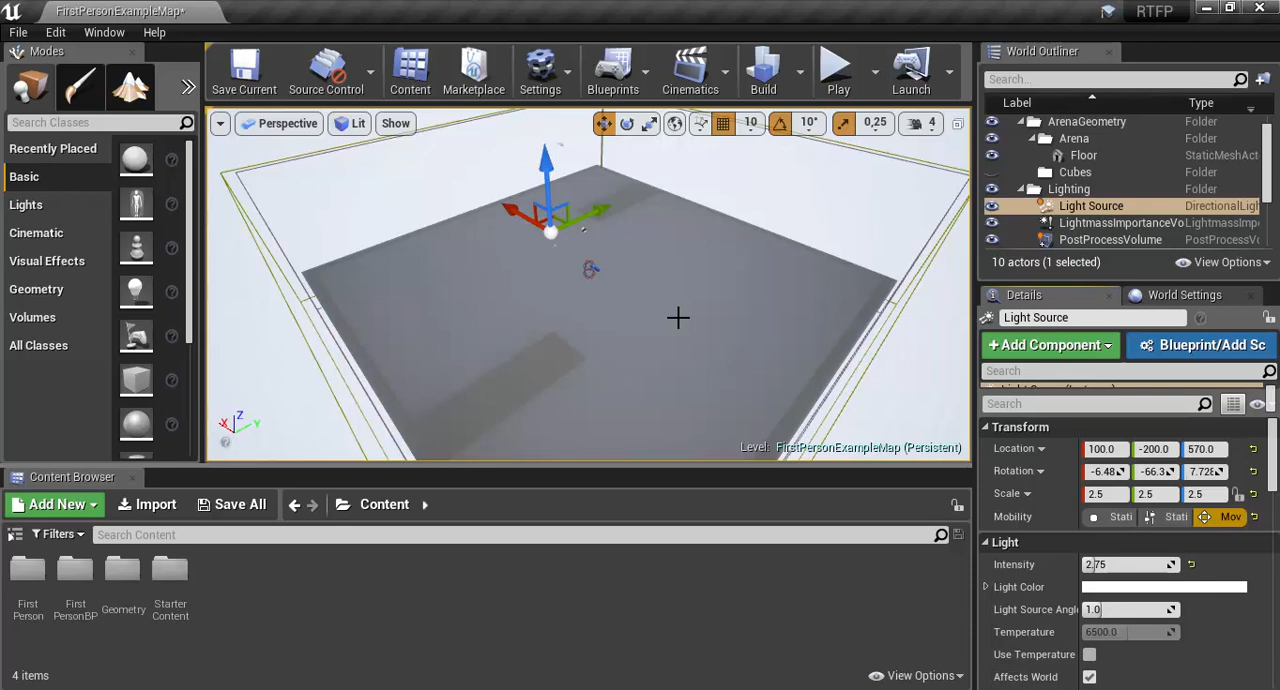 FirstPersonExampleMap*
RTFP
File Edit Window Help
Modes
Search Classes
Recently Placed
Basic
Lights
Cinematic
Visual Effects
Geometry
Volumes
All Classes
Save Current
Source Control
Content
Marketplace
Settings
Blueprints
Cinematics
Build
Play
Launch
Perspective
Lit
Show
10
10°
0,25
4
X
Z
Y
Level: FirstPersonExampleMap (Persistent)
World Outliner
Search...
Label Type
ArenaGeometry Folder
Arena Folder
Floor StaticMeshAct
Cubes Folder
Lighting Folder
Light Source DirectionalLigh
LightmassImportanceVo LightmassImpo
PostProcessVolume PostProcessVo
10 actors (1 selected)
View Options
Details
World Settings
Light Source
+Add Component
Blueprint/Add Sc
Search
Search
Transform
Location 100.0 -200.0 570.0
Rotation -6.48 -66.3 7.728
Scale 2.5 2.5 2.5
Mobility Stati Stati Mov
Light
Intensity 2.75
Light Color
Light Source Angl 1.0
Temperature 6500.0
Use Temperature
Affects World
Content Browser
Add New
Import
Save All
Content
Filters
Search Content
First Person
First PersonBP
Geometry
Starter Content
4 items
View Options